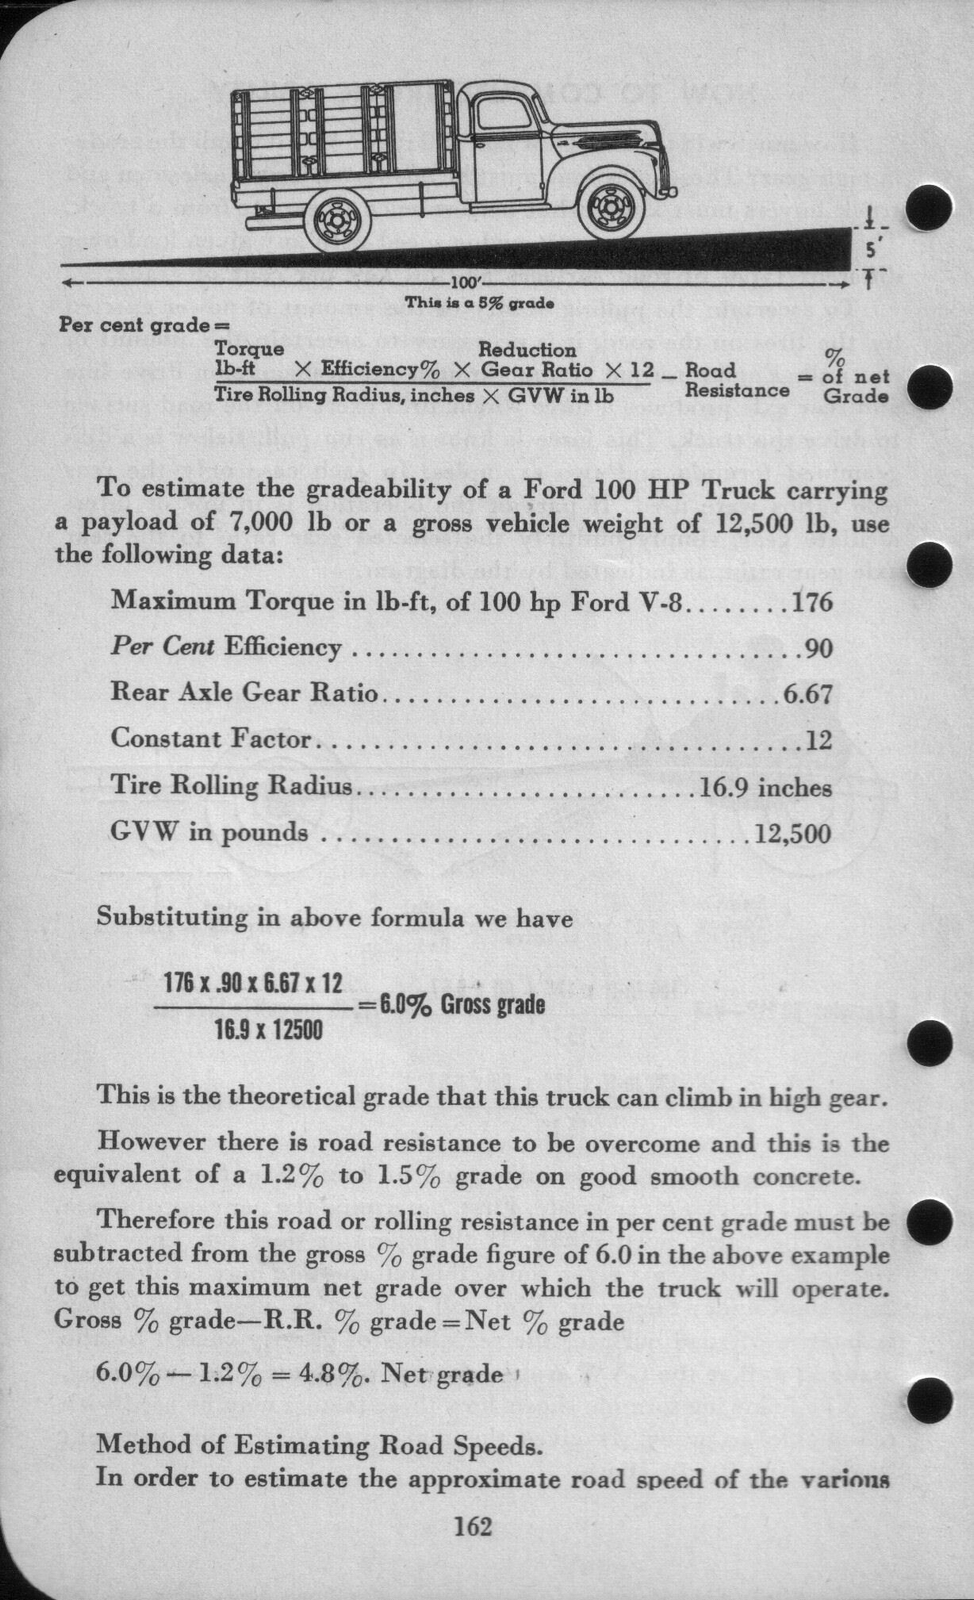 5'
100'
This is a 5% grade
Per cent grade =
Torque Reduction %
lb-ft × Efficiency% × Gear Ratio × 12 – Road = of net
Tire Rolling Radius, inches × GVW in lb Resistance Grade
To estimate the gradeability of a Ford 100 HP Truck carrying
a payload of 7,000 lb or a gross vehicle weight of 12,500 lb, use
the following data:
Maximum Torque in lb-ft, of 100 hp Ford V-8........176
Per Cent Efficiency ...................................90
Rear Axle Gear Ratio...............................6.67
Constant Factor......................................12
Tire Rolling Radius..........................16.9 inches
GVW in pounds .................................12,500
Substituting in above formula we have
176 x .90 x 6.67 x 12
=6.0% Gross grade
16.9 x 12500
This is the theoretical grade that this truck can climb in high gear.
However there is road resistance to be overcome and this is the
equivalent of a 1.2% to 1.5% grade on good smooth concrete.
Therefore this road or rolling resistance in per cent grade must be
subtracted from the gross % grade figure of 6.0 in the above example
to get this maximum net grade over which the truck will operate.
Gross % grade—R.R. % grade=Net % grade
6.0% — 1.2% = 4.8%. Net grade
Method of Estimating Road Speeds.
In order to estimate the approximate road speed of the various
162